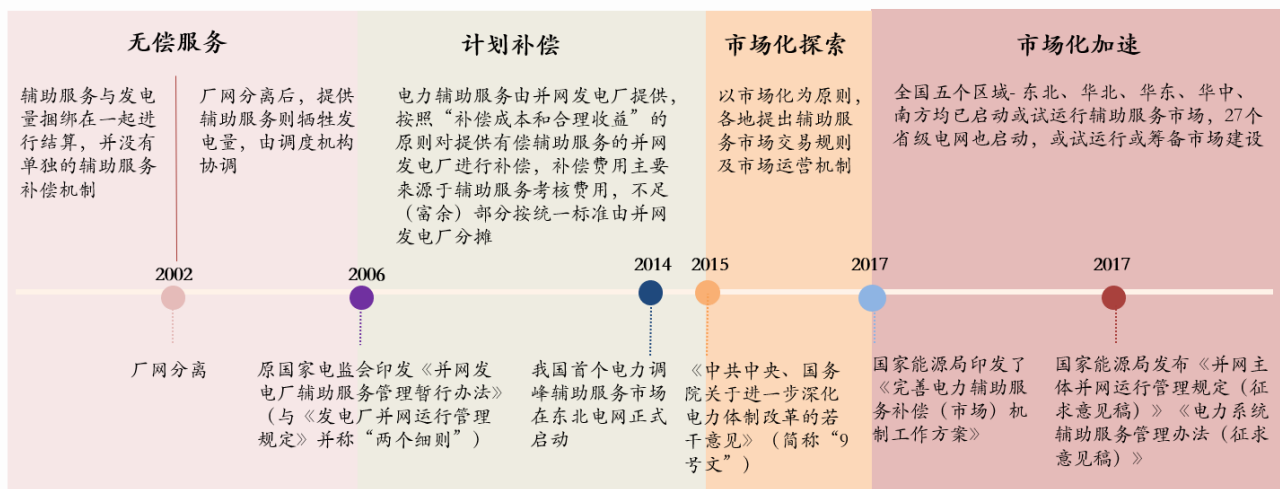 无偿服务
辅助服务与发电
量捆绑在一起进
行结算，并没有
单独的辅助服务
补偿机制
厂网分离后，提供
辅助服务则牺牲发
电量，由调度机构
协调
计划补偿
电力辅助服务由并网发电厂提供，
按照“补偿成本和合理收益”的
原则对提供有偿辅助服务的并网
发电厂进行补偿，补偿费用主要
来源于辅助服务考核费用，不足
（富余）部分按统一标准由并网
发电厂分摊
市场化探索
以市场化为原则，
各地提出辅助服
务市场交易规则
及市场运营机制
市场化加速
全国五个区域- 东北、华北、华东、华中、
南方均已启动或试运行辅助服务市场，27个
省级电网也启动，或试运行或筹备市场建设
2002
2006
2014
2015
2017
2017
厂网分离
原国家电监会印发《并网发
电厂辅助服务管理暂行办法》
（与《发电厂并网运行管理
规定》并称“两个细则”）
我国首个电力调
峰辅助服务市场
在东北电网正式
启动
《中共中央、国务
院关于进一步深化
电力体制改革的若
干意见》（简称“9
号文”）
国家能源局印发了
《完善电力辅助服
务补偿（市场）机
制工作方案》
国家能源局发布《并网主
体并网运行管理规定（征
求意见稿）》《电力系统
辅助服务管理办法（征求
意见稿）》